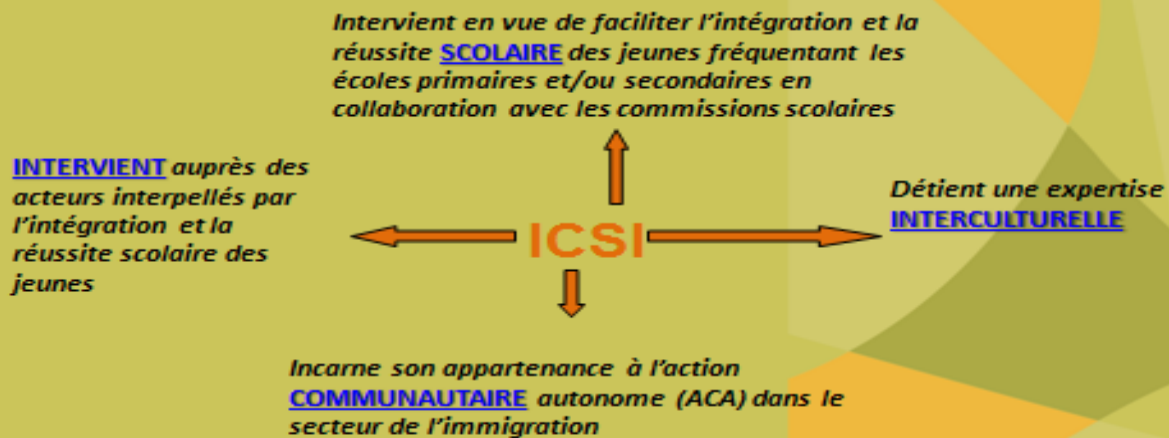 Intervient en vue de faciliter l'intégration et la
réussite SCOLAIRE des jeunes fréquentant les
écoles primaires et/ou secondaires en
collaboration avec les commissions scolaires
INTERVIENT auprès des
acteurs interpellés par
l'intégration et la
réussite scolaire des
jeunes
ICSI
Détient une expertise
INTERCULTURELLE
Incarne son appartenance à l'action
COMMUNAUTAIRE autonome (ACA) dans le
secteur de l'immigration